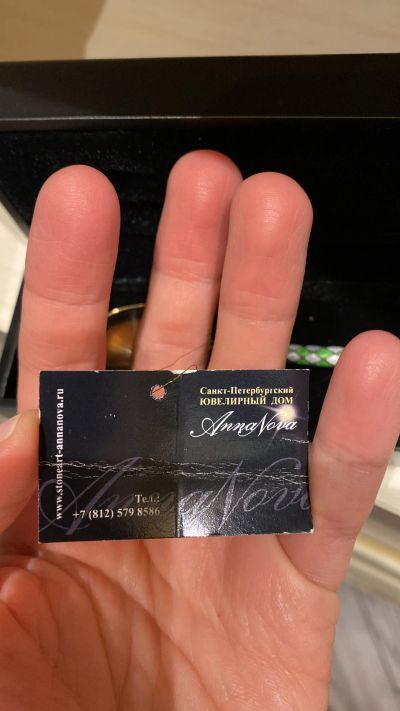 www.stoneart-annanova.ru
Тел.:
+7 (812) 579 8586
Санкт-Петербургский
ЮВЕЛИРНЫЙ ДОМ
AnnaNova
AnnaNova